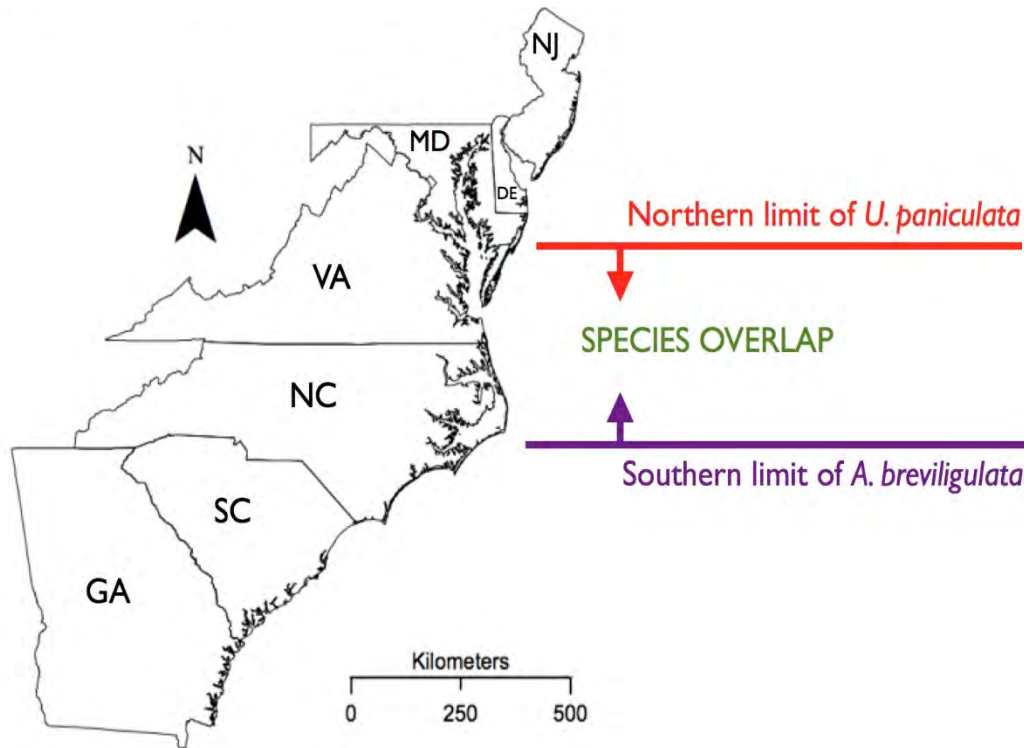 NJ
MD
N
DE
Northern limit of U. paniculata
VA
SPECIES OVERLAP
NC
Southern limit of A. breviligulata
SC
GA
Kilometers
0 250 500